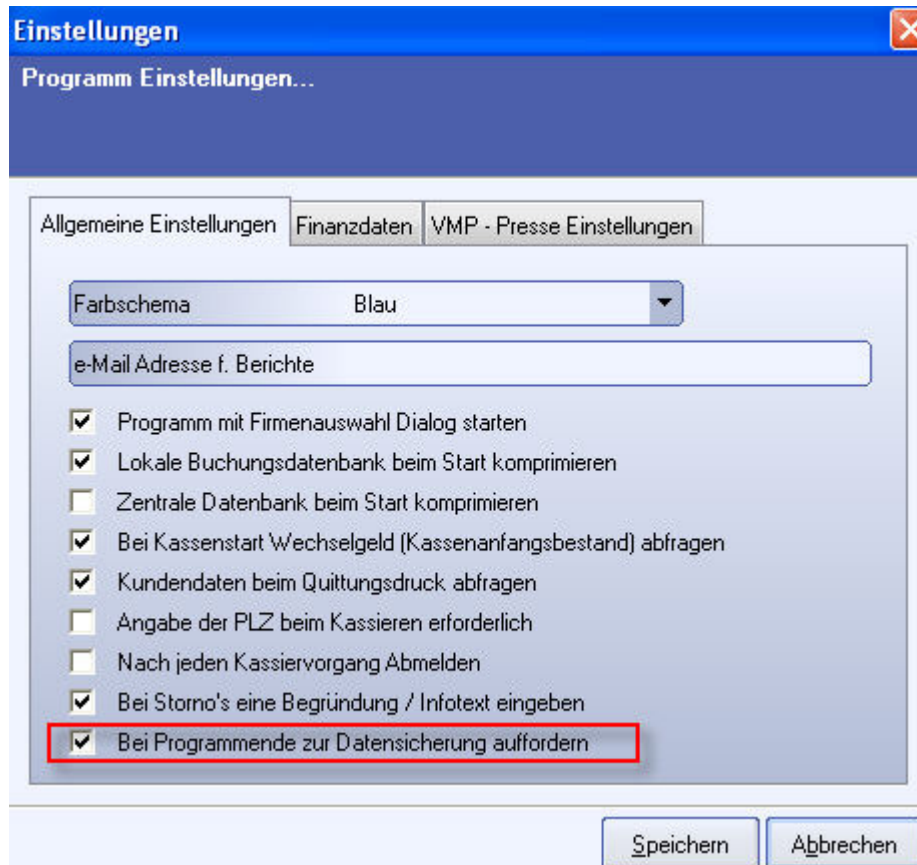 Einstellungen
Programm Einstellungen...
Allgemeine Einstellungen
Finanzdaten
VMP - Presse Einstellungen
Farbschema Blau
e-Mail Adresse f. Berichte
Programm mit Firmenauswahl Dialog starten
Lokale Buchungsdatenbank beim Start komprimieren
Zentrale Datenbank beim Start komprimieren
Bei Kassenstart Wechselgeld (Kassenanfangsbestand) abfragen
Kundendaten beim Quittungsdruck abfragen
Angabe der PLZ beim Kassieren erforderlich
Nach jeden Kassiervorgang Abmelden
Bei Storno's eine Begründung / Infotext eingeben
Bei Programmende zur Datensicherung auffordern
Speichern
Abbrechen